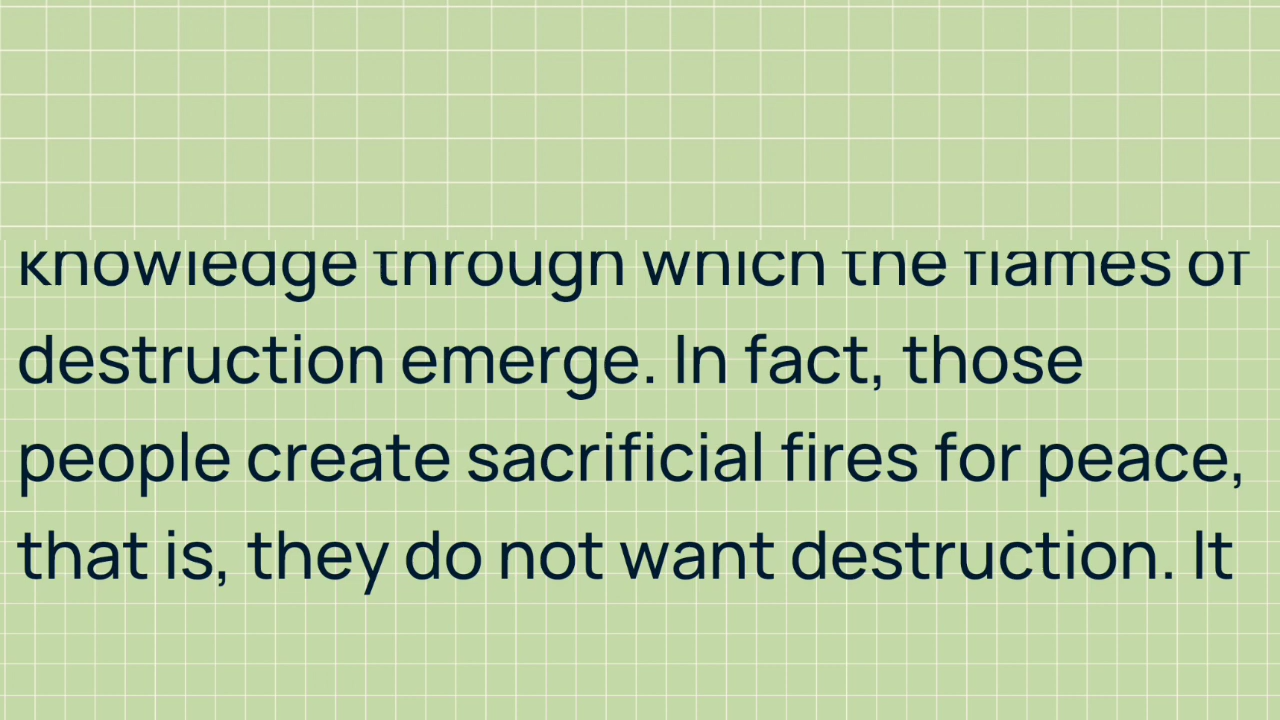 knowledge through which the flames of
destruction emerge. In fact, those
people create sacrificial fires for peace,
that is, they do not want destruction. It